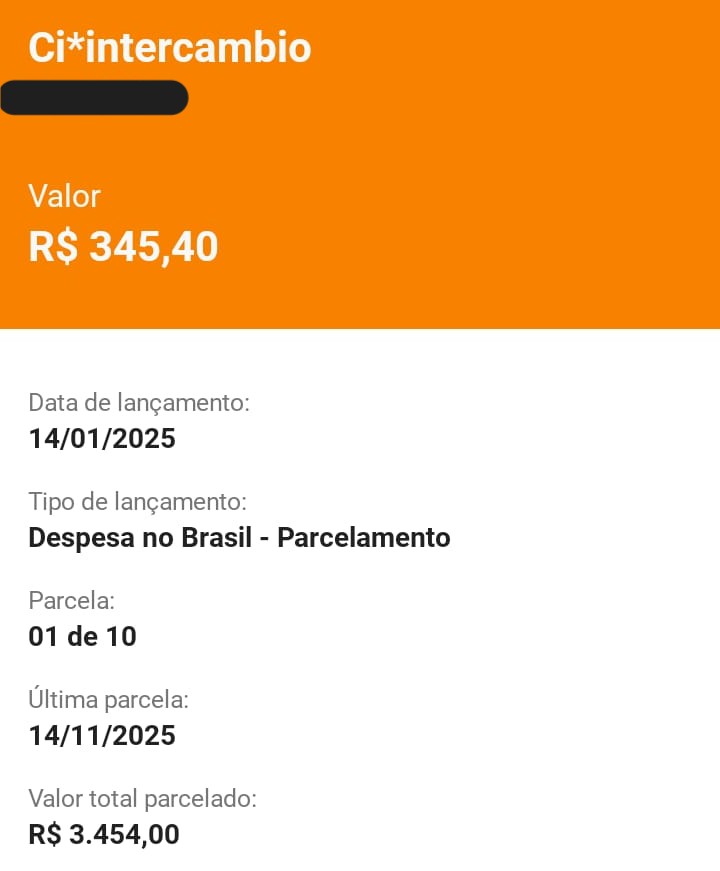 Ci*intercambio
Valor
R$ 345,40
Data de lançamento:
14/01/2025
Tipo de lançamento:
Despesa no Brasil - Parcelamento
Parcela:
01 de 10
Última parcela:
14/11/2025
Valor total parcelado:
R$ 3.454,00